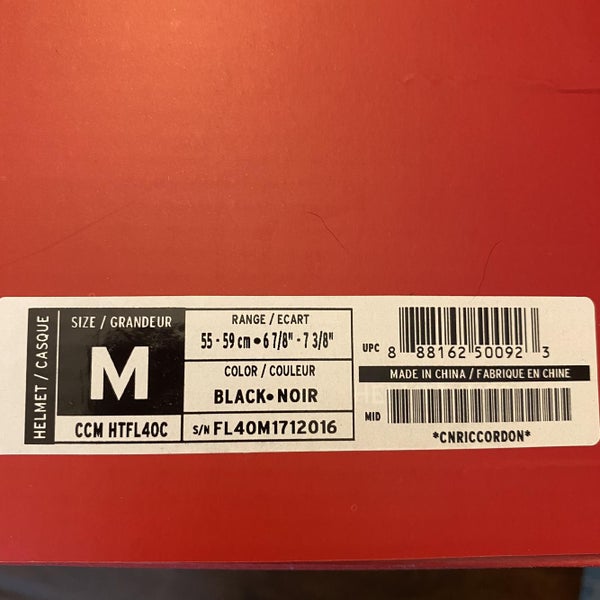 HELMET / CASQUE
SIZE / GRANDEUR
M
CCM HTFL40C
RANGE / ECART
55 - 59 cm • 6 7/8" - 7 3/8"
COLOR / COULEUR
BLACK • NOIR
S/N FL40M1712016
UPC 8 88162 50092 3
MADE IN CHINA / FABRIQUE EN CHINE
MID
*CNRICCORDON*